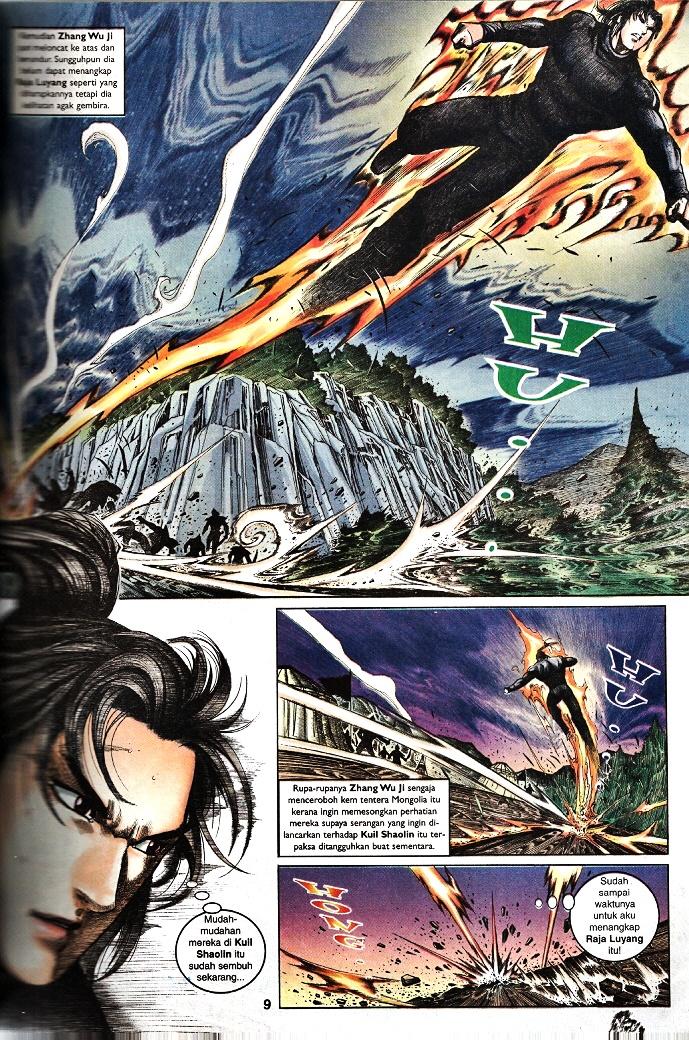 Zhang Wu Ji
meloncat ke atas dan
Sungguhpun dia
dapat menangkap
Raja Luyang seperti yang
tetapi dia
agak gembira.
HU..
HU..
Rupa-rupanya Zhang Wu Ji sengaja
menceroboh kem tentera Mongolia itu
kerana ingin memesongkan perhatian
mereka supaya serangan yang ingin di-
lancarkan terhadap Kuil Shaolin itu ter-
paksa ditangguhkan buat sementara.
Mudah-
mudahan
mereka di Kuil
Shaolin itu
sudah sembuh
sekarang...
HONG.
Sudah
sampai
waktunya
untuk aku
menangkap
Raja Luyang
itu!
9